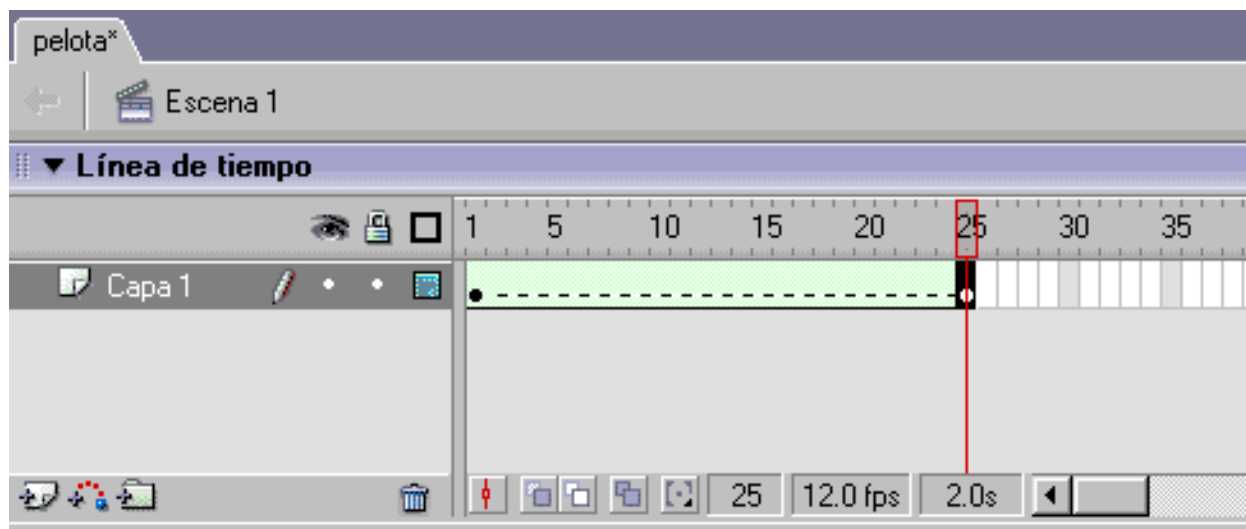 pelota*
Escena 1
Línea de tiempo
1 5 10 15 20 25 30 35
Capa 1
25 12.0 fps 2.0s